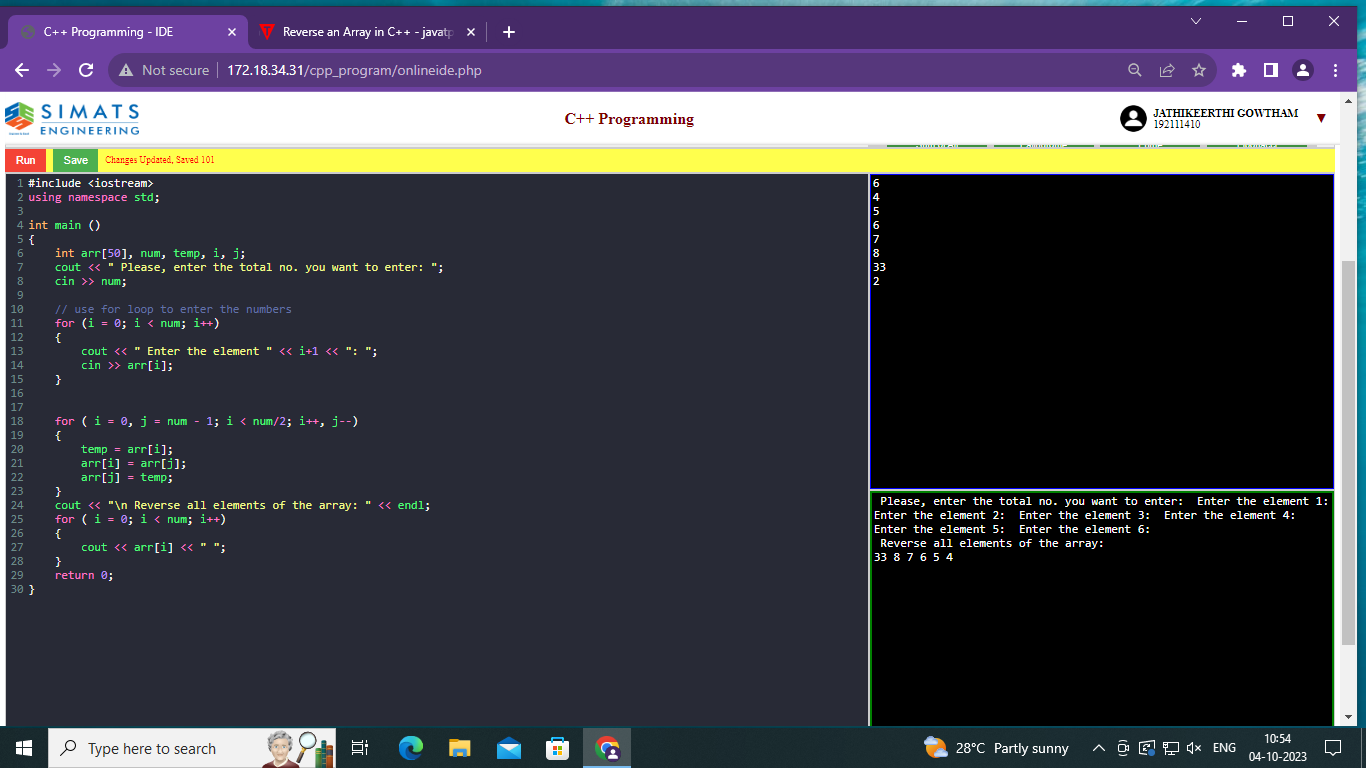 C++ Programming - IDE
Reverse an Array in C++ - javatp
Not secure
172.18.34.31/cpp_program/onlineide.php
SIMATS
ENGINEERING
C++ Programming
JATHIKEERTHI GOWTHAM
192111410
Run
Save
Changes Updated, Saved 101
1 #include <iostream>
2 using namespace std;
3
4 int main ()
5 {
6     int arr[50], num, temp, i, j;
7     cout << " Please, enter the total no. you want to enter: ";
8     cin >> num;
9
10     // use for loop to enter the numbers
11     for (i = 0; i < num; i++)
12     {
13         cout << " Enter the element " << i+1 << ": ";
14         cin >> arr[i];
15     }
16
17
18     for ( i = 0, j = num - 1; i < num/2; i++, j--)
19     {
20         temp = arr[i];
21         arr[i] = arr[j];
22         arr[j] = temp;
23     }
24     cout << "\n Reverse all elements of the array: " << endl;
25     for ( i = 0; i < num; i++)
26     {
27         cout << arr[i] << " ";
28     }
29     return 0;
30 }
6
4
5
6
7
8
33
2
Please, enter the total no. you want to enter:  Enter the element 1:
Enter the element 2:  Enter the element 3:  Enter the element 4:
Enter the element 5:  Enter the element 6:
Reverse all elements of the array:
33 8 7 6 5 4
Type here to search
28°C Partly sunny
ENG
10:54
04-10-2023